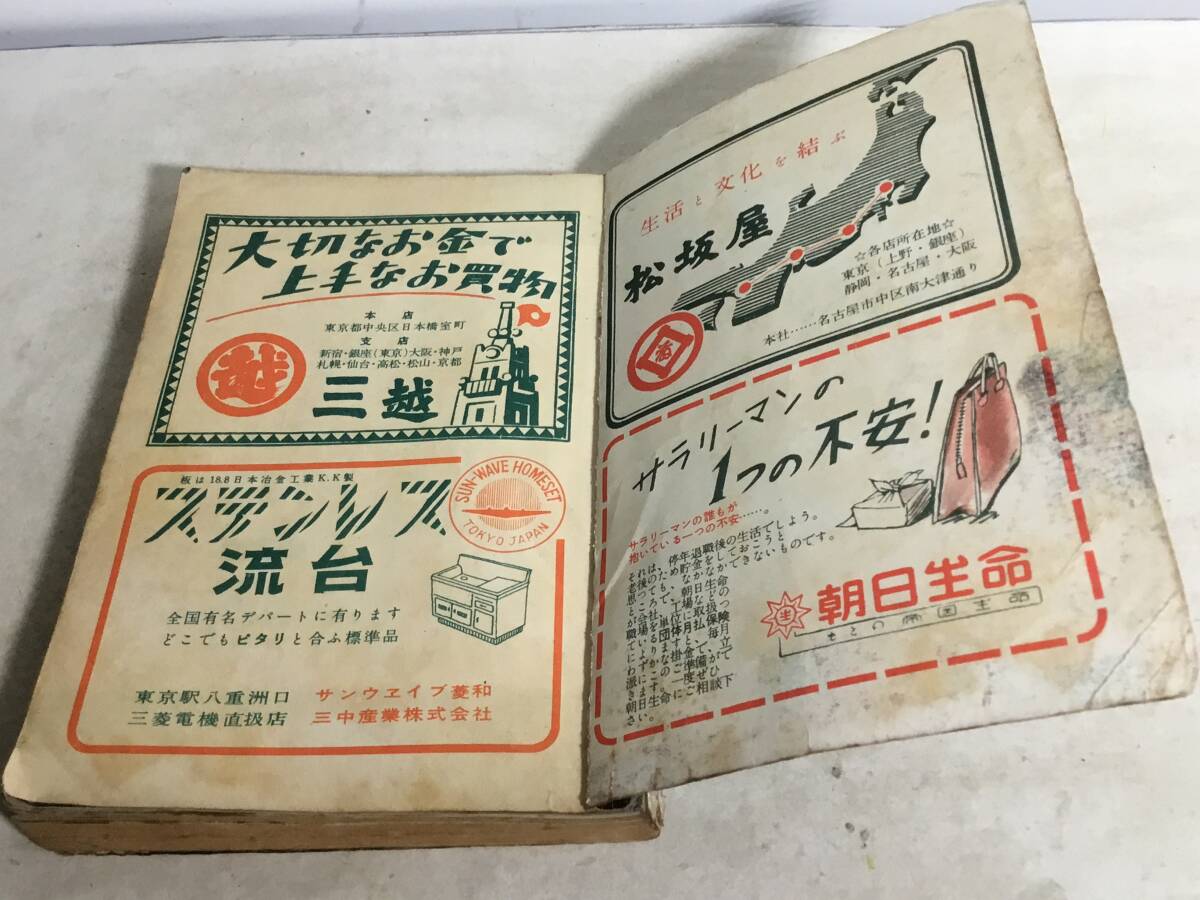 大切なお金で
上手なお買物
本店
東京都中央区日本橋室町
支店
新宿・銀座(東京)大阪・神戸
札幌・仙台・高松・松山・京都
越
三越
板は18.8日本冶金工業K.K製
ステンレス
流台
SUN-WAVE HOMESET
TOKYO JAPAN
全国有名デパートに有ります
どこでもピタリと合ふ標準品
東京駅八重洲口
三菱電機直扱店
サンウエイブ菱和
三中産業株式会社
生活と文化を結ぶ
松坂屋
☆各店所在地☆
東京(上野・銀座)
静岡・名古屋・大阪
本社……名古屋市中区南大津通り
サラリーマンの
1つの不安!
サラリーマンの誰もが
抱いている一つの不安……。
朝日生命
もとの帝国生命